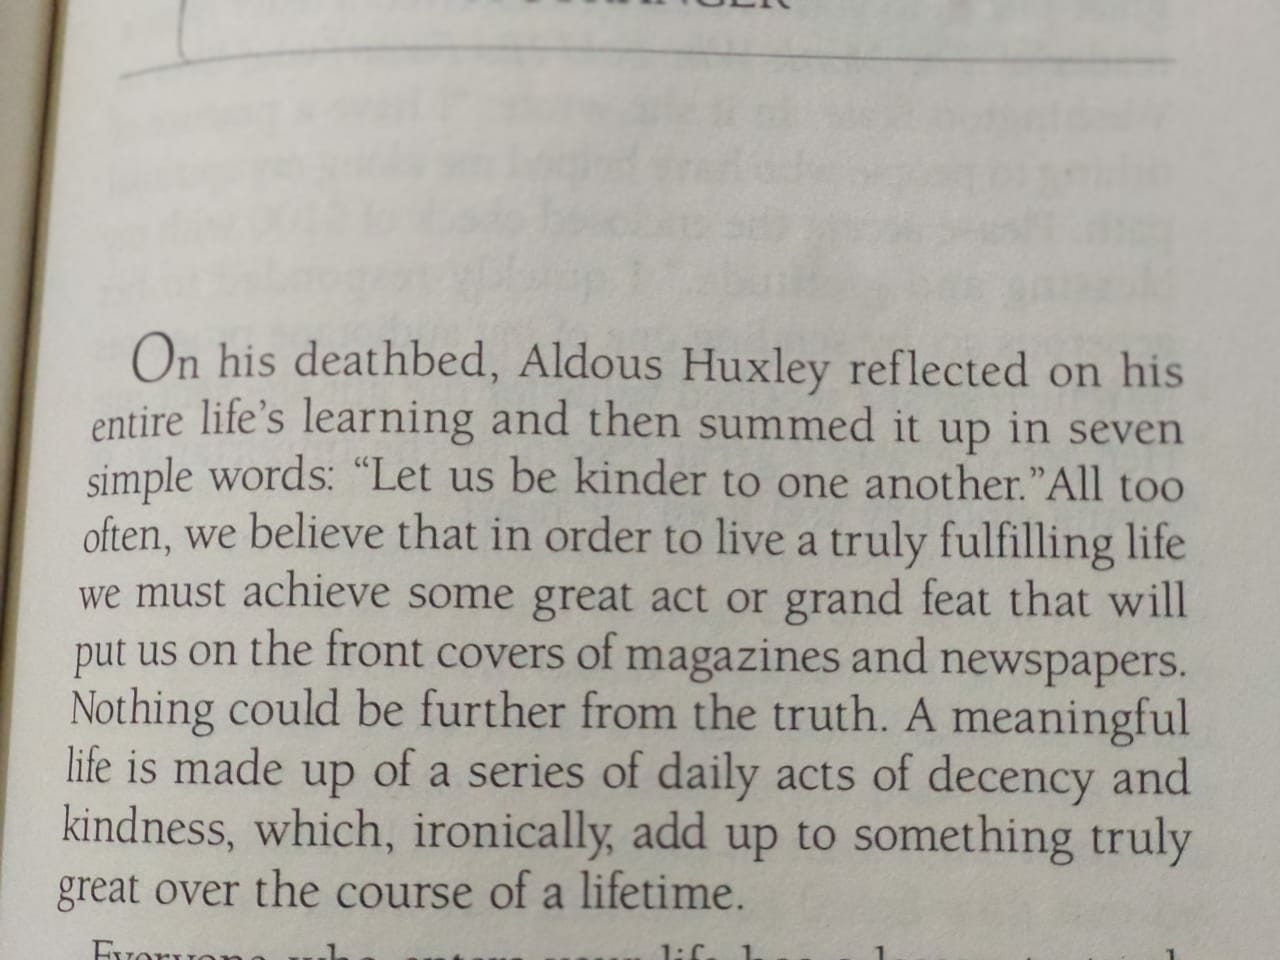 On his deathbed, Aldous Huxley reflected on his
entire life's learning and then summed it up in seven
simple words: “Let us be kinder to one another.”All too
often, we believe that in order to live a truly fulfilling life
we must achieve some great act or grand feat that will
put us on the front covers of magazines and newspapers.
Nothing could be further from the truth. A meaningful
life is made up of a series of daily acts of decency and
kindness, which, ironically, add up to something truly
great over the course of a lifetime.